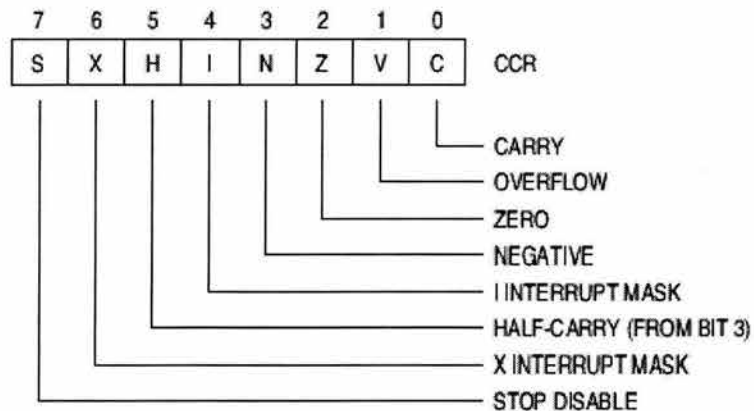 7 6 5 4 3 2 1 0
S X H I N Z V C CCR
CARRY
OVERFLOW
ZERO
NEGATIVE
I INTERRUPT MASK
HALF-CARRY (FROM BIT 3)
X INTERRUPT MASK
STOP DISABLE